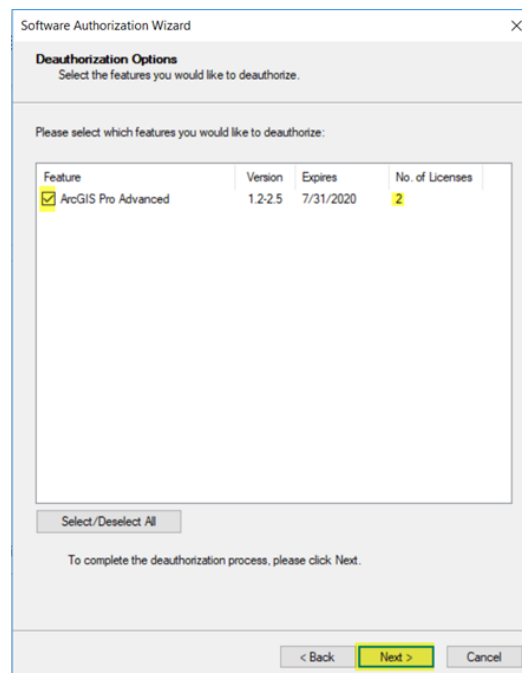 Software Authorization Wizard
Deauthorization Options
Select the features you would like to deauthorize.
Please select which features you would like to deauthorize:
Feature Version Expires No. of Licenses
ArcGIS Pro Advanced 1.2-2.5 7/31/2020 2
Select/Deselect All
To complete the deauthorization process, please click Next.
< Back Next > Cancel